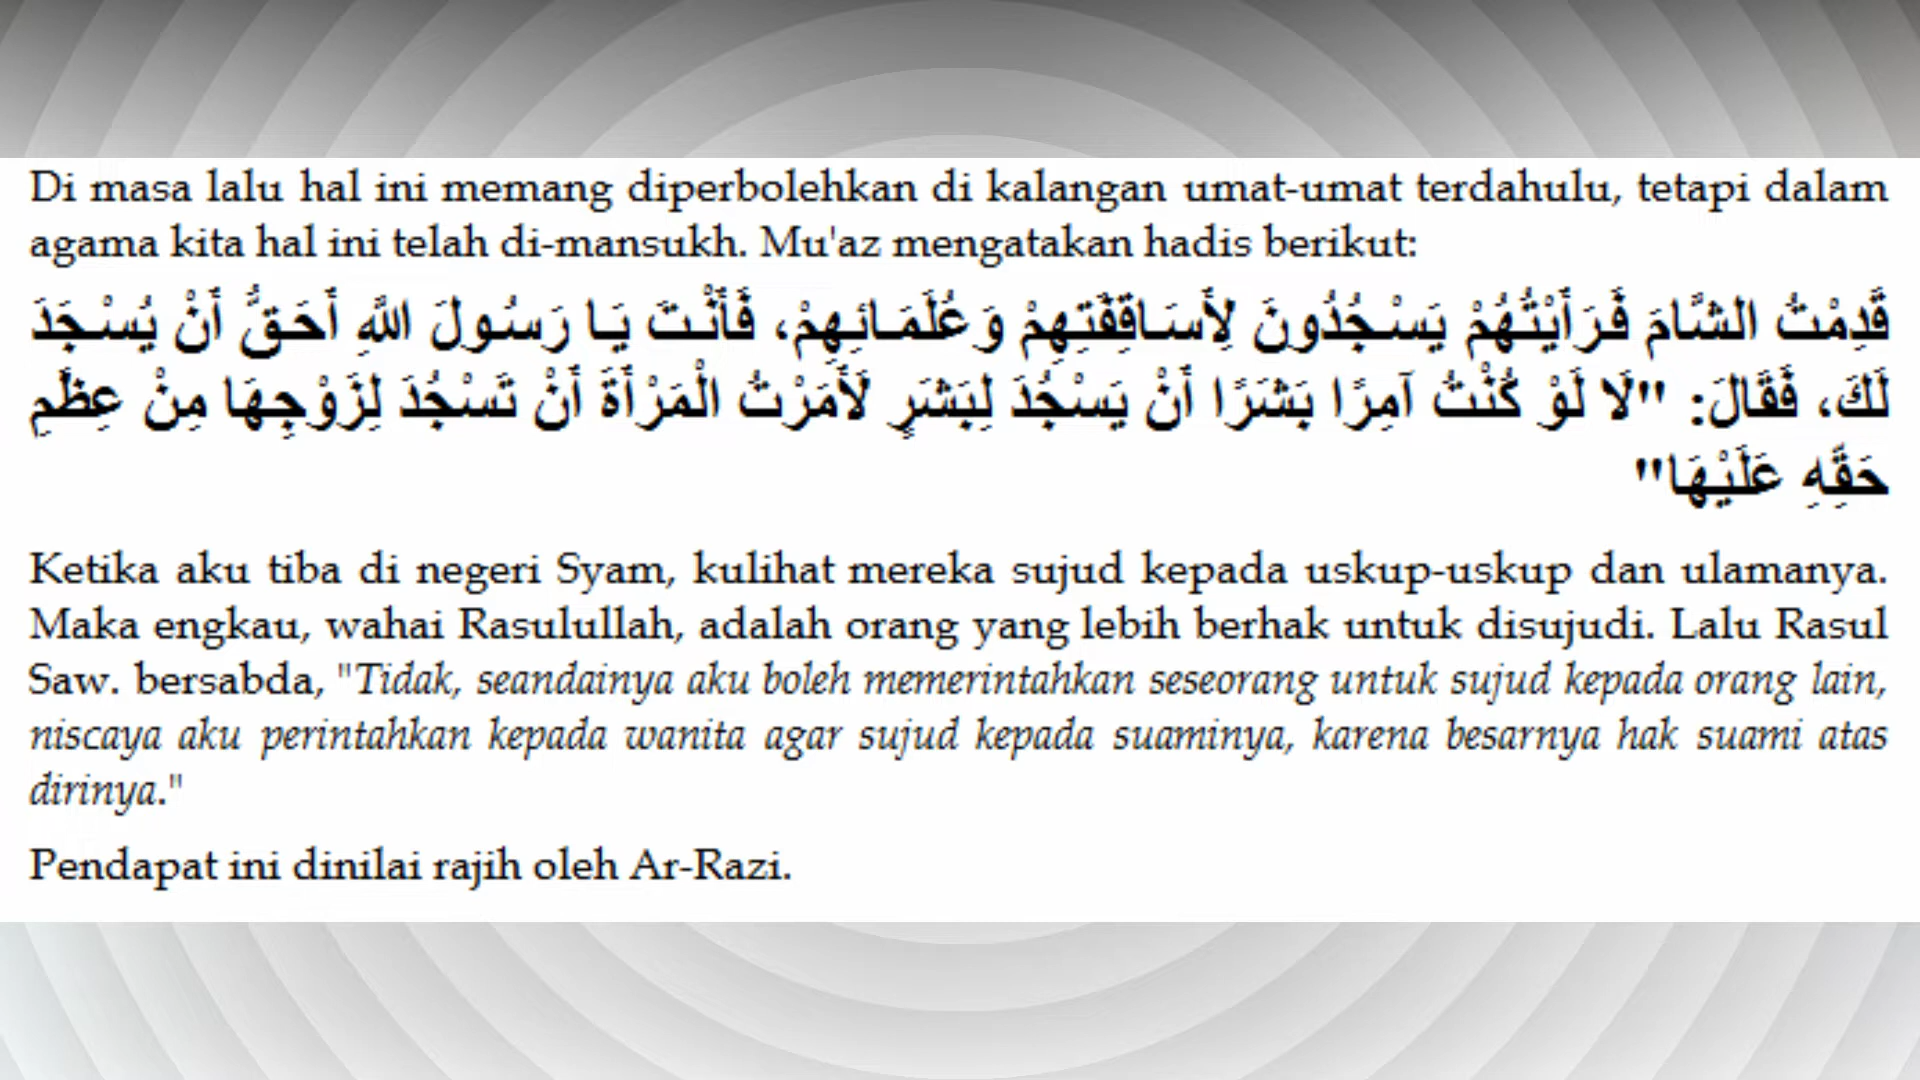 Di masa lalu hal ini memang diperbolehkan di kalangan umat-umat terdahulu, tetapi dalam
agama kita hal ini telah di-mansukh. Mu'az mengatakan hadis berikut:
قَدِمْتُ الشَّامَ فَرَأَيْتُهُمْ يَسْجُدُونَ لِأَسَاقِفَتِهِمْ وَعُلَمَائِهِمْ، فَأَنْتَ يَا رَسُولَ اللَّهِ أَحَقُّ أَنْ يُسْجَدَ
لَكَ، فَقَالَ: "لَا لَوْ كُنْتُ آمِرًا بَشَرًا أَنْ يَسْجُدَ لِبَشَرٍ لَأَمَرْتُ الْمَرْأَةَ أَنْ تَسْجُدَ لِزَوْجِهَا مِنْ عِظَمِ
حَقِّهِ عَلَيْهَا"
Ketika aku tiba di negeri Syam, kulihat mereka sujud kepada uskup-uskup dan ulamanya.
Maka engkau, wahai Rasulullah, adalah orang yang lebih berhak untuk disujudi. Lalu Rasul
Saw. bersabda, "Tidak, seandainya aku boleh memerintahkan seseorang untuk sujud kepada orang lain,
niscaya aku perintahkan kepada wanita agar sujud kepada suaminya, karena besarnya hak suami atas
dirinya."
Pendapat ini dinilai rajih oleh Ar-Razi.